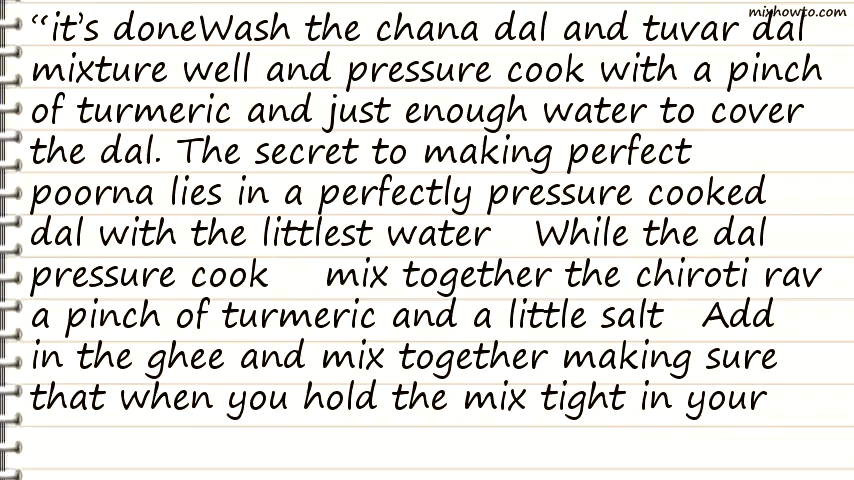 mixhowto.com
“it’s doneWash the chana dal and tuvar dal
mixture well and pressure cook with a pinch
of turmeric and just enough water to cover
the dal. The secret to making perfect
poorna lies in a perfectly pressure cooked
dal with the littlest water   While the dal
pressure cook     mix together the chiroti rav
a pinch of turmeric and a little salt   Add
in the ghee and mix together making sure
that when you hold the mix tight in your